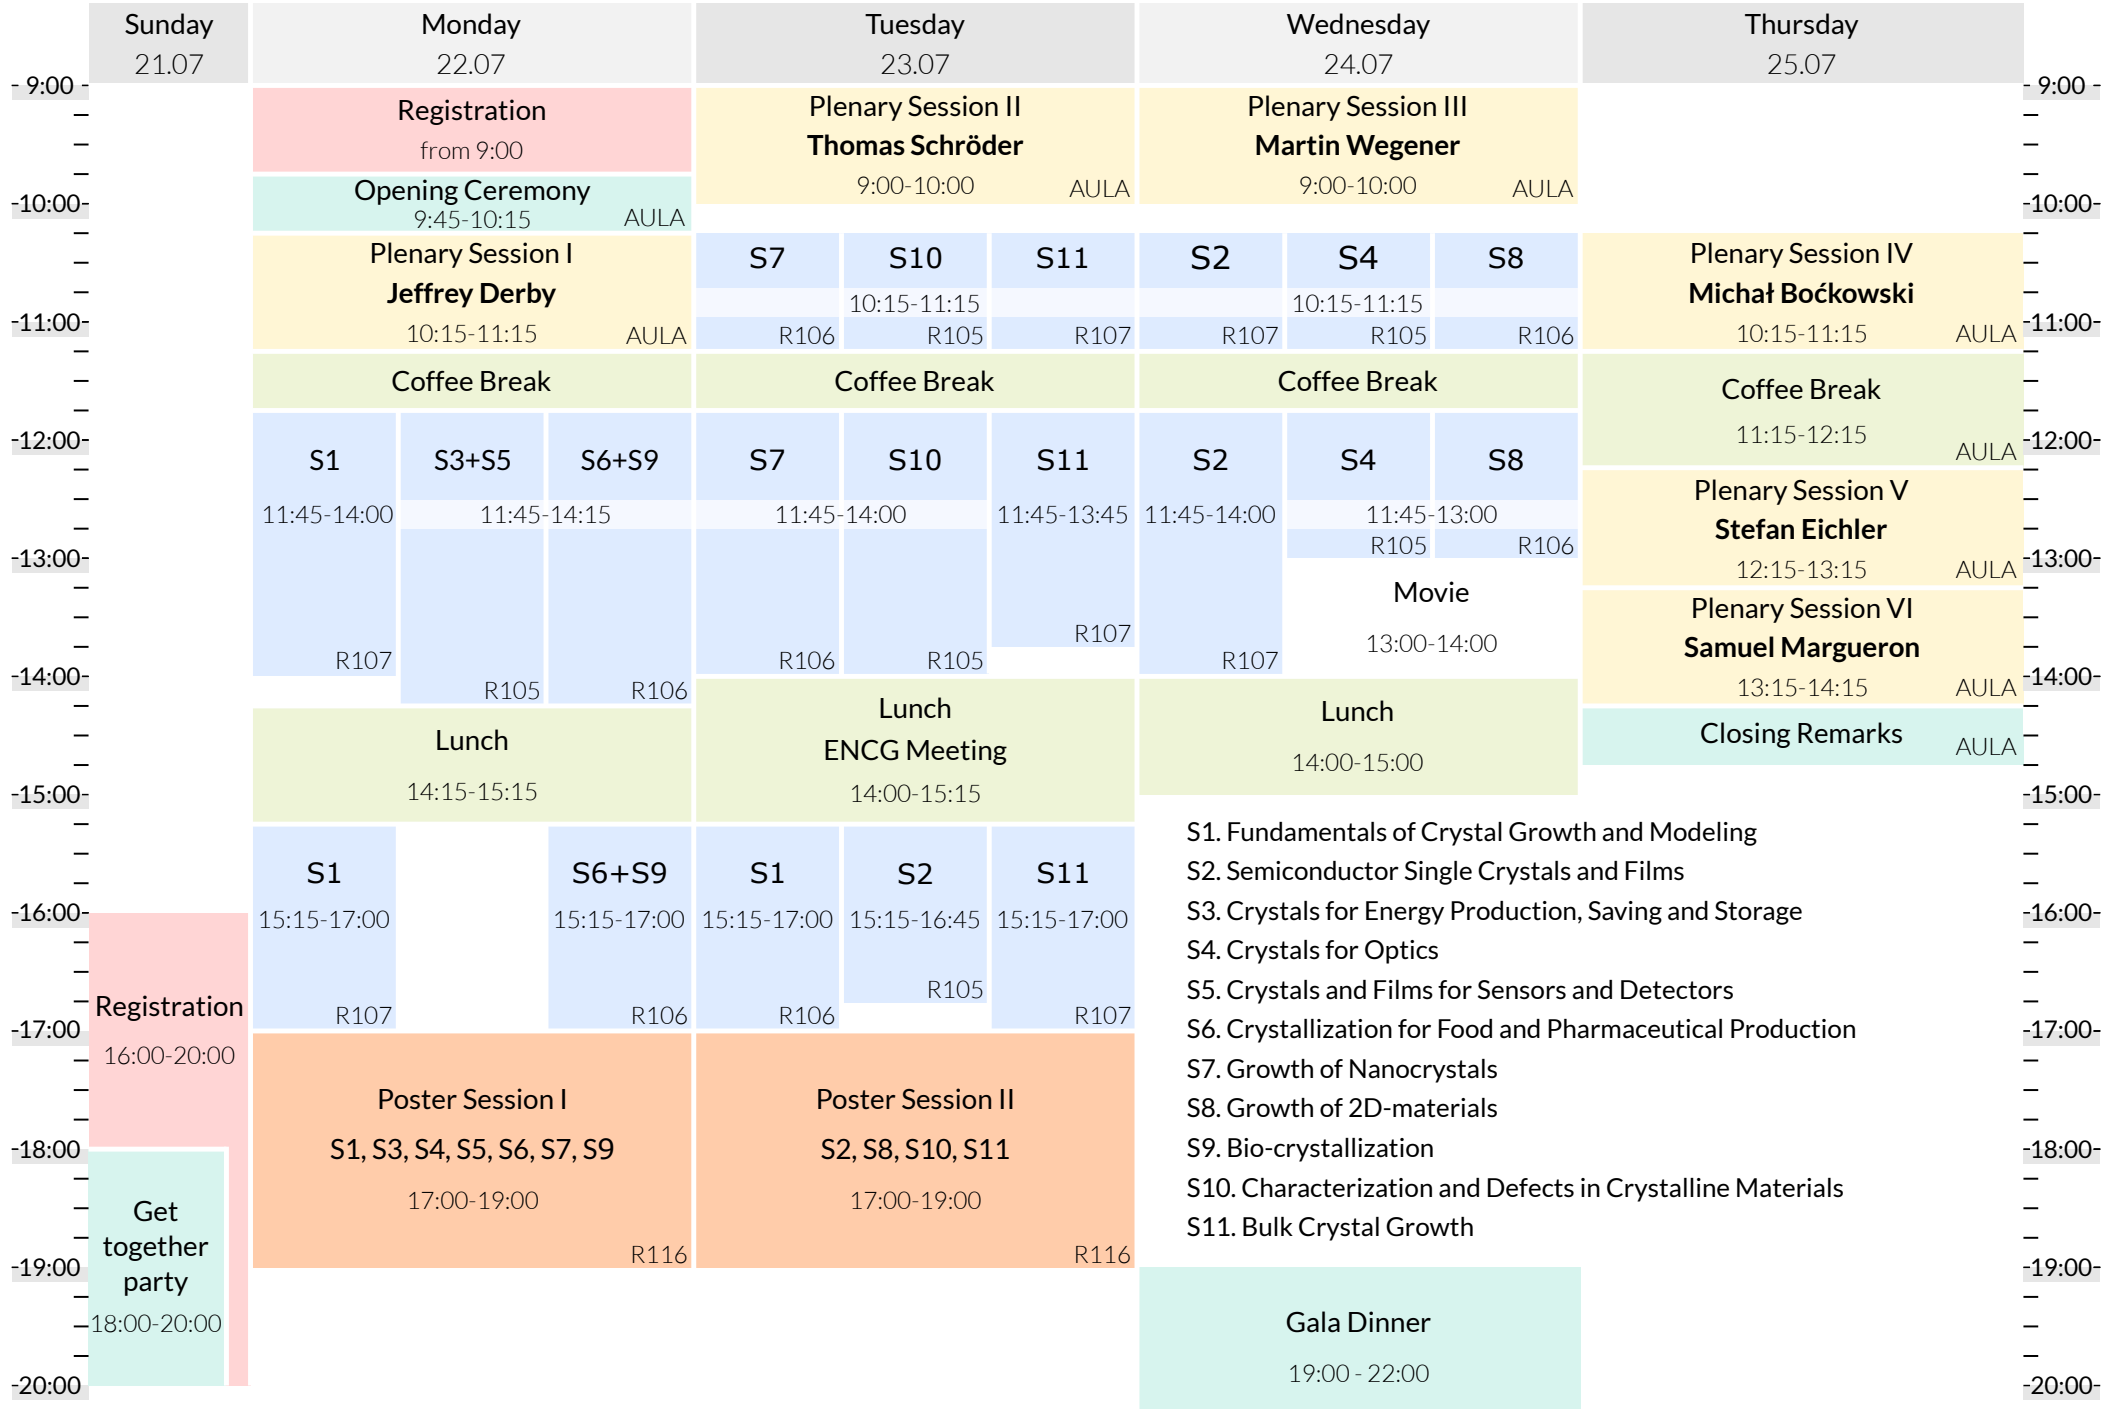 Sunday
21.07
Monday
22.07
Tuesday
23.07
Wednesday
24.07
Thursday
25.07
9:00
10:00
11:00
12:00
13:00
14:00
15:00
16:00
17:00
18:00
19:00
20:00
Registration
16:00-20:00
Get
together
party
18:00-20:00
Registration
from 9:00
Opening Ceremony
9:45-10:15
AULA
Plenary Session I
Jeffrey Derby
10:15-11:15
AULA
Coffee Break
S1
11:45-14:00
R107
S3+S5
S6+S9
11:45-14:15
R105
R106
Lunch
14:15-15:15
S1
15:15-17:00
R107
S6+S9
15:15-17:00
R106
Poster Session I
S1, S3, S4, S5, S6, S7, S9
17:00-19:00
R116
Plenary Session II
Thomas Schröder
9:00-10:00
AULA
S7
S10
S11
10:15-11:15
R106
R105
R107
Coffee Break
S7
S10
11:45-14:00
R106
R105
S11
11:45-13:45
R107
Lunch
ENCG Meeting
14:00-15:15
S1
15:15-17:00
R106
S2
15:15-16:45
R105
S11
15:15-17:00
R107
Poster Session II
S2, S8, S10, S11
17:00-19:00
R116
Plenary Session III
Martin Wegener
9:00-10:00
AULA
S2
S4
S8
10:15-11:15
R107
R105
R106
Coffee Break
S2
11:45-14:00
R107
S4
S8
11:45-13:00
R105
R106
Movie
13:00-14:00
Lunch
14:00-15:00
Plenary Session IV
Michał Boćkowski
10:15-11:15
AULA
Coffee Break
11:15-12:15
AULA
Plenary Session V
Stefan Eichler
12:15-13:15
AULA
Plenary Session VI
Samuel Margueron
13:15-14:15
AULA
Closing Remarks
AULA
S1. Fundamentals of Crystal Growth and Modeling
S2. Semiconductor Single Crystals and Films
S3. Crystals for Energy Production, Saving and Storage
S4. Crystals for Optics
S5. Crystals and Films for Sensors and Detectors
S6. Crystallization for Food and Pharmaceutical Production
S7. Growth of Nanocrystals
S8. Growth of 2D-materials
S9. Bio-crystallization
S10. Characterization and Defects in Crystalline Materials
S11. Bulk Crystal Growth
Gala Dinner
19:00 - 22:00
9:00
10:00
11:00
12:00
13:00
14:00
15:00
16:00
17:00
18:00
19:00
20:00